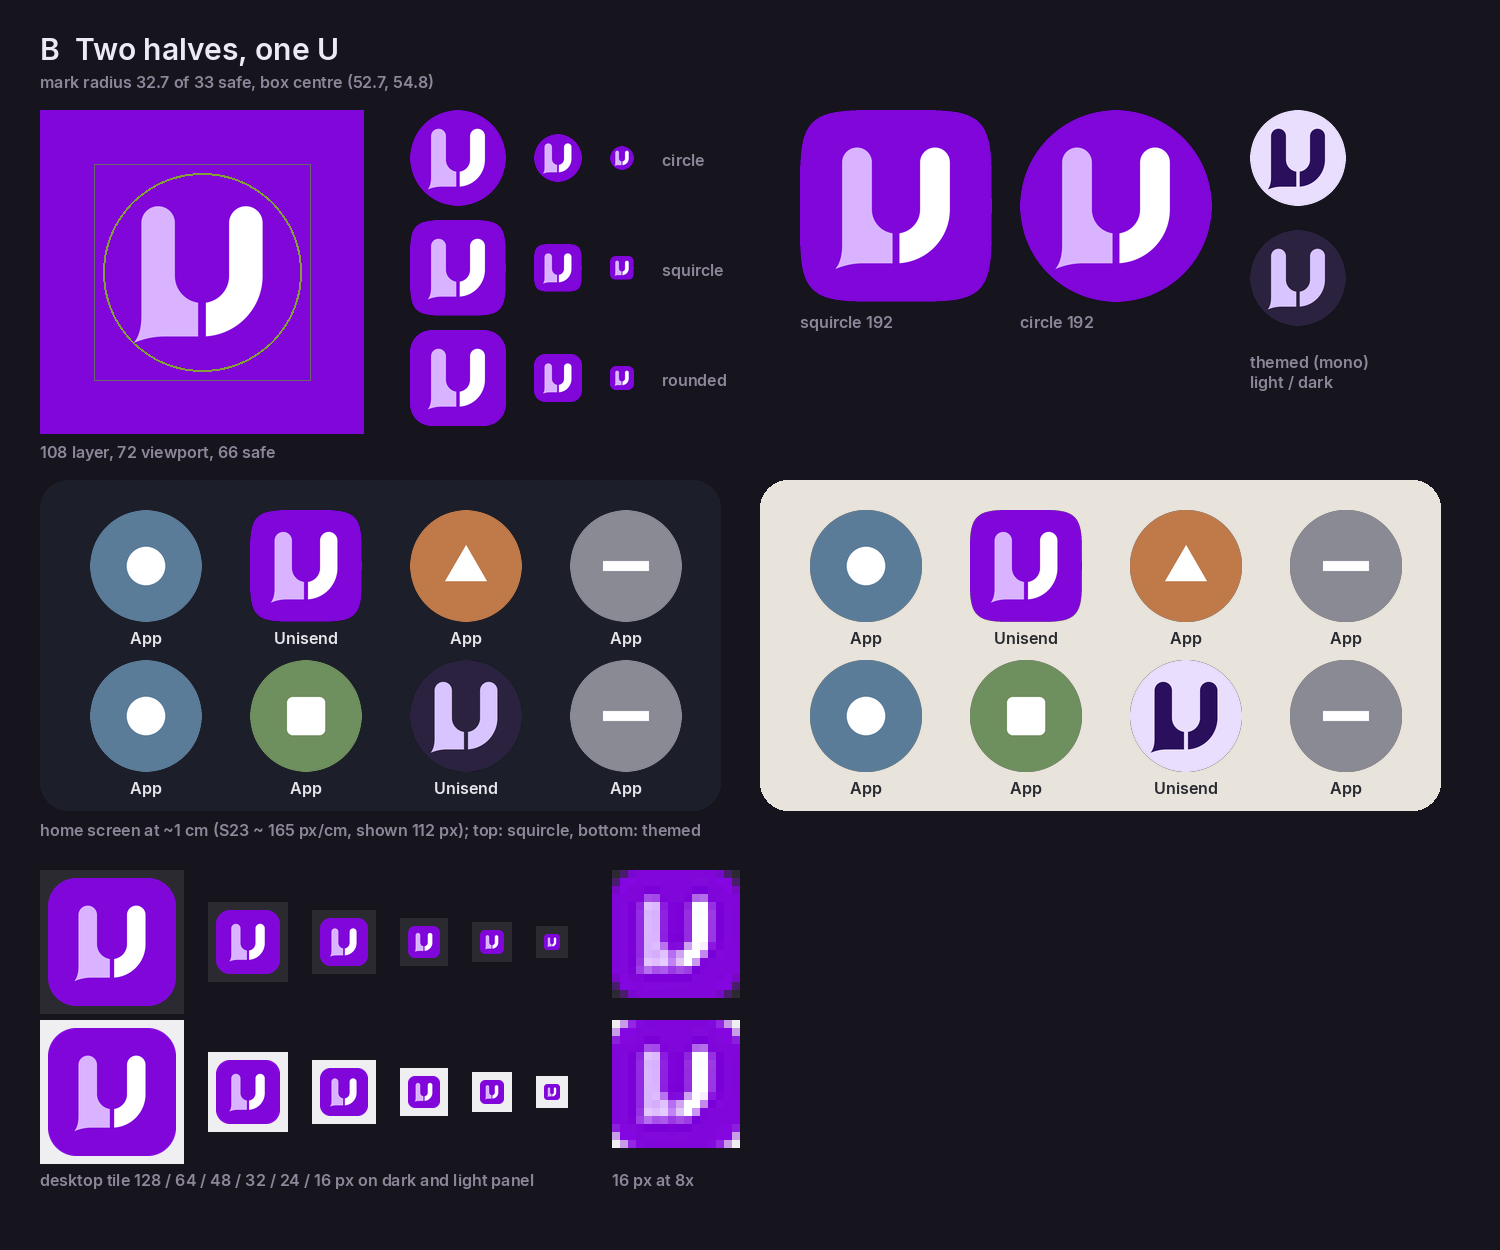 B Two halves, one U
mark radius 32.7 of 33 safe, box centre (52.7, 54.8)
circle
squircle
rounded
108 layer, 72 viewport, 66 safe
squircle 192
circle 192
themed (mono)
light / dark
App
Unisend
App
App
App
App
Unisend
App
App
Unisend
App
App
App
App
Unisend
App
home screen at ~1 cm (S23 ~ 165 px/cm, shown 112 px); top: squircle, bottom: themed
desktop tile 128 / 64 / 48 / 32 / 24 / 16 px on dark and light panel
16 px at 8x